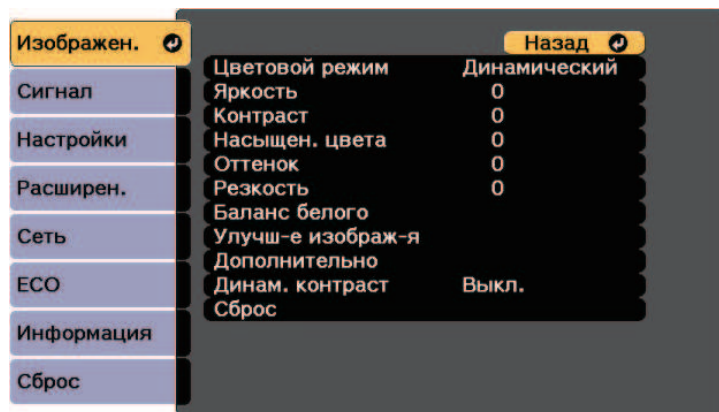 Изображен.
Сигнал
Настройки
Расширен.
Сеть
ECO
Информация
Сброс
Назад
Цветовой режим Динамический
Яркость 0
Контраст 0
Насыщен. цвета 0
Оттенок 0
Резкость 0
Баланс белого
Улучш-е изображ-я
Дополнительно
Динам. контраст Выкл.
Сброс